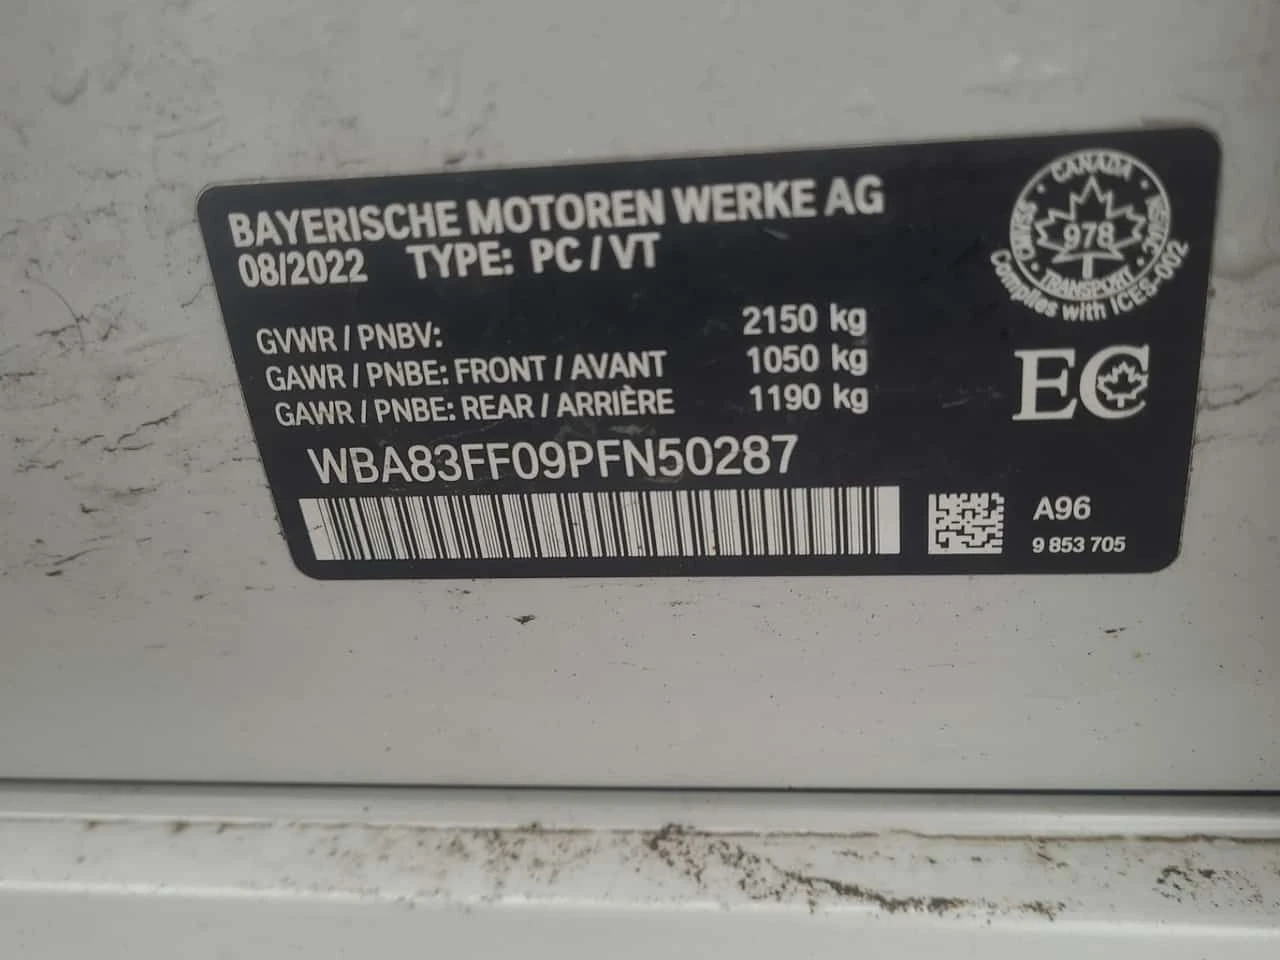 BAYERISCHE MOTOREN WERKE AG
08/2022 TYPE: PC / VT
GVWR / PNBV: 2150 kg
GAWR / PNBE: FRONT / AVANT 1050 kg
GAWR / PNBE: REAR / ARRIÈRE 1190 kg
WBA83FF09PFN50287
CANADA
978
TRANSPORT
Complies with ICES-002
EC
A96
9 853 705